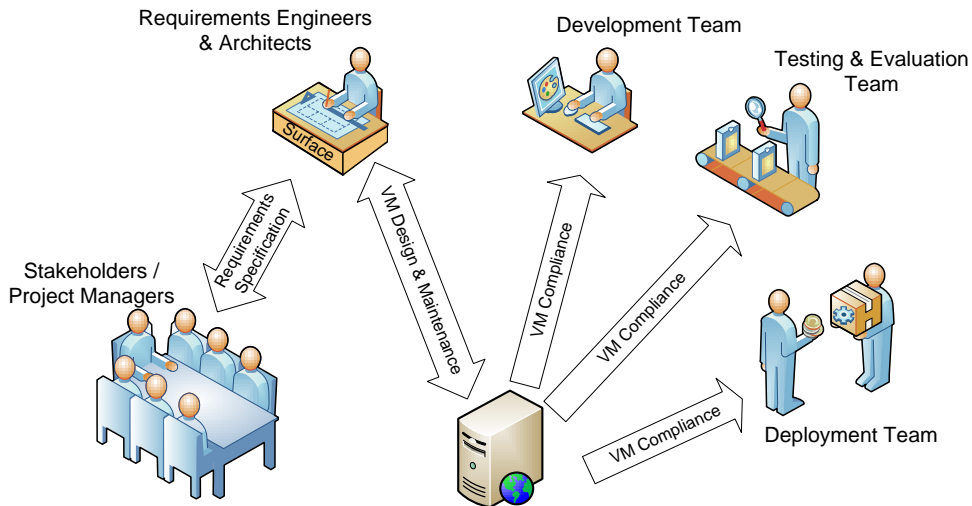 Requirements Engineers
& Architects
Development Team
Testing & Evaluation
Team
Surface
Requirements
Specification
VM Design & Maintenance
VM Compliance
VM Compliance
VM Compliance
Stakeholders /
Project Managers
Deployment Team